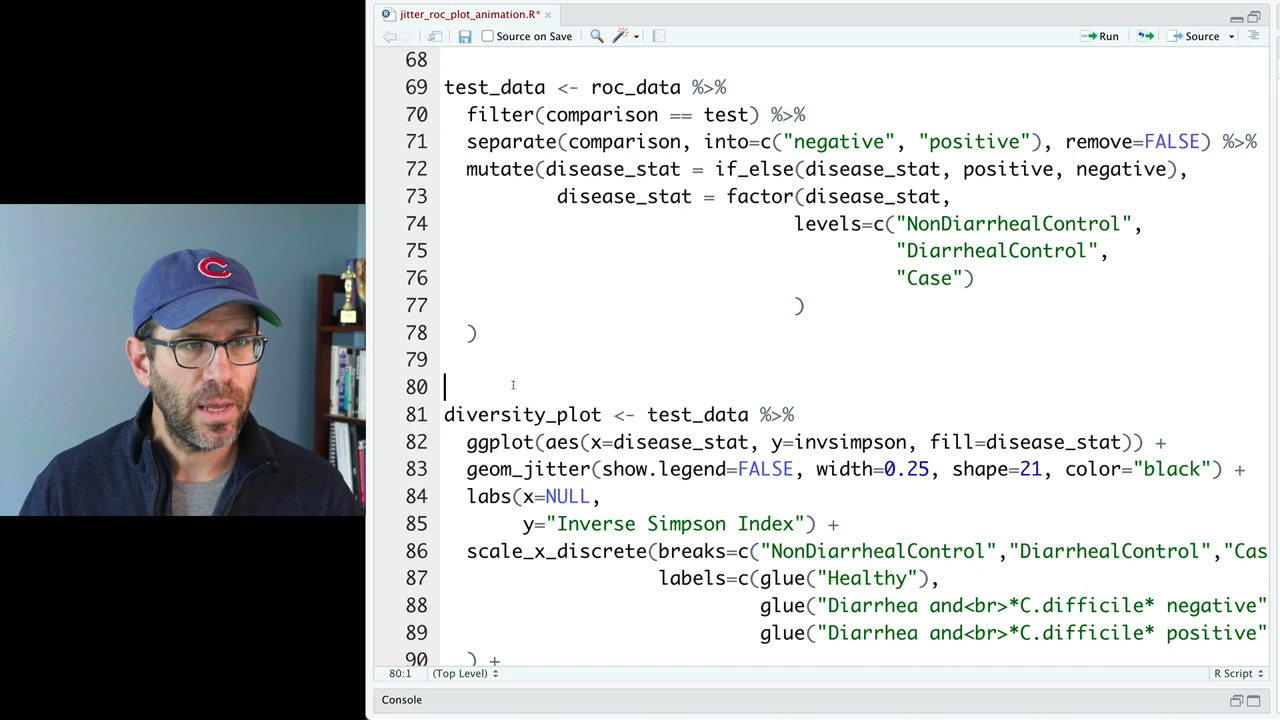 jitter_roc_plot_animation.R*
Source on Save
Run
Source
68
69 test_data <- roc_data %>%
70 filter(comparison == test) %>%
71 separate(comparison, into=c("negative", "positive"), remove=FALSE) %>%
72 mutate(disease_stat = if_else(disease_stat, positive, negative),
73 disease_stat = factor(disease_stat,
74 levels=c("NonDiarrhealControl",
75 "DiarrhealControl",
76 "Case")
77 )
78 )
79
80
81 diversity_plot <- test_data %>%
82 ggplot(aes(x=disease_stat, y=invsimpson, fill=disease_stat)) +
83 geom_jitter(show.legend=FALSE, width=0.25, shape=21, color="black") +
84 labs(x=NULL,
85 y="Inverse Simpson Index") +
86 scale_x_discrete(breaks=c("NonDiarrhealControl","DiarrhealControl","Cas
87 labels=c(glue("Healthy"),
88 glue("Diarrhea and<br>*C.difficile* negative"
89 glue("Diarrhea and<br>*C.difficile* positive"
90 ) +
80:1 (Top Level) R Script
Console
C